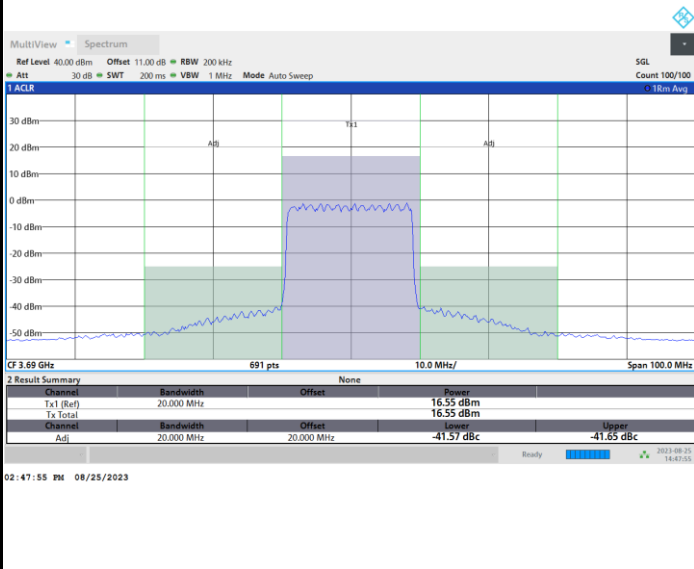 MultiView Spectrum
Ref Level 40.00 dBm Offset 11.00 dB RBW 200 kHz SGL
Att 30 dB SWT 200 ms VBW 1 MHz Mode Auto Sweep Count 100/100
1 ACLR 1Rm Avg
30 dBm
Tx1
20 dBm
Adj Adj
10 dBm
0 dBm
-10 dBm
-20 dBm
-30 dBm
-40 dBm
-50 dBm
CF 3.69 GHz 691 pts 10.0 MHz/ Span 100.0 MHz
2 Result Summary None
Channel Bandwidth Offset Power
Tx1 (Ref) 20.000 MHz 16.55 dBm
Tx Total 16.55 dBm
Channel Bandwidth Offset Lower Upper
Adj 20.000 MHz 20.000 MHz -41.57 dBc -41.65 dBc
Ready 2023-08-25
14:47:55
02:47:55 PM 08/25/2023